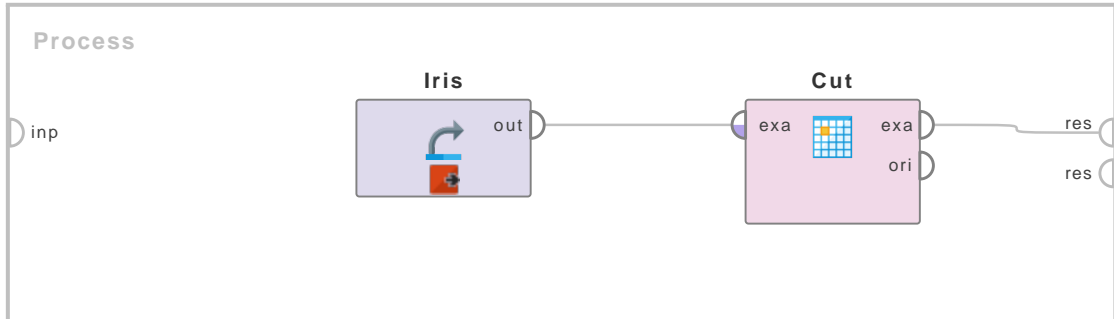 Process
Iris
Cut
inp
out
exa
exa
res
ori
res